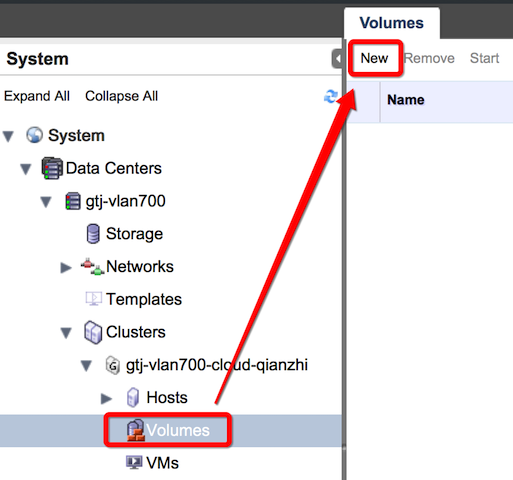 Volumes
System
New Remove Start
Expand All Collapse All
Name
System
Data Centers
gtj-vlan700
Storage
Networks
Templates
Clusters
G gtj-vlan700-cloud-qianzhi
Hosts
Volumes
VMs